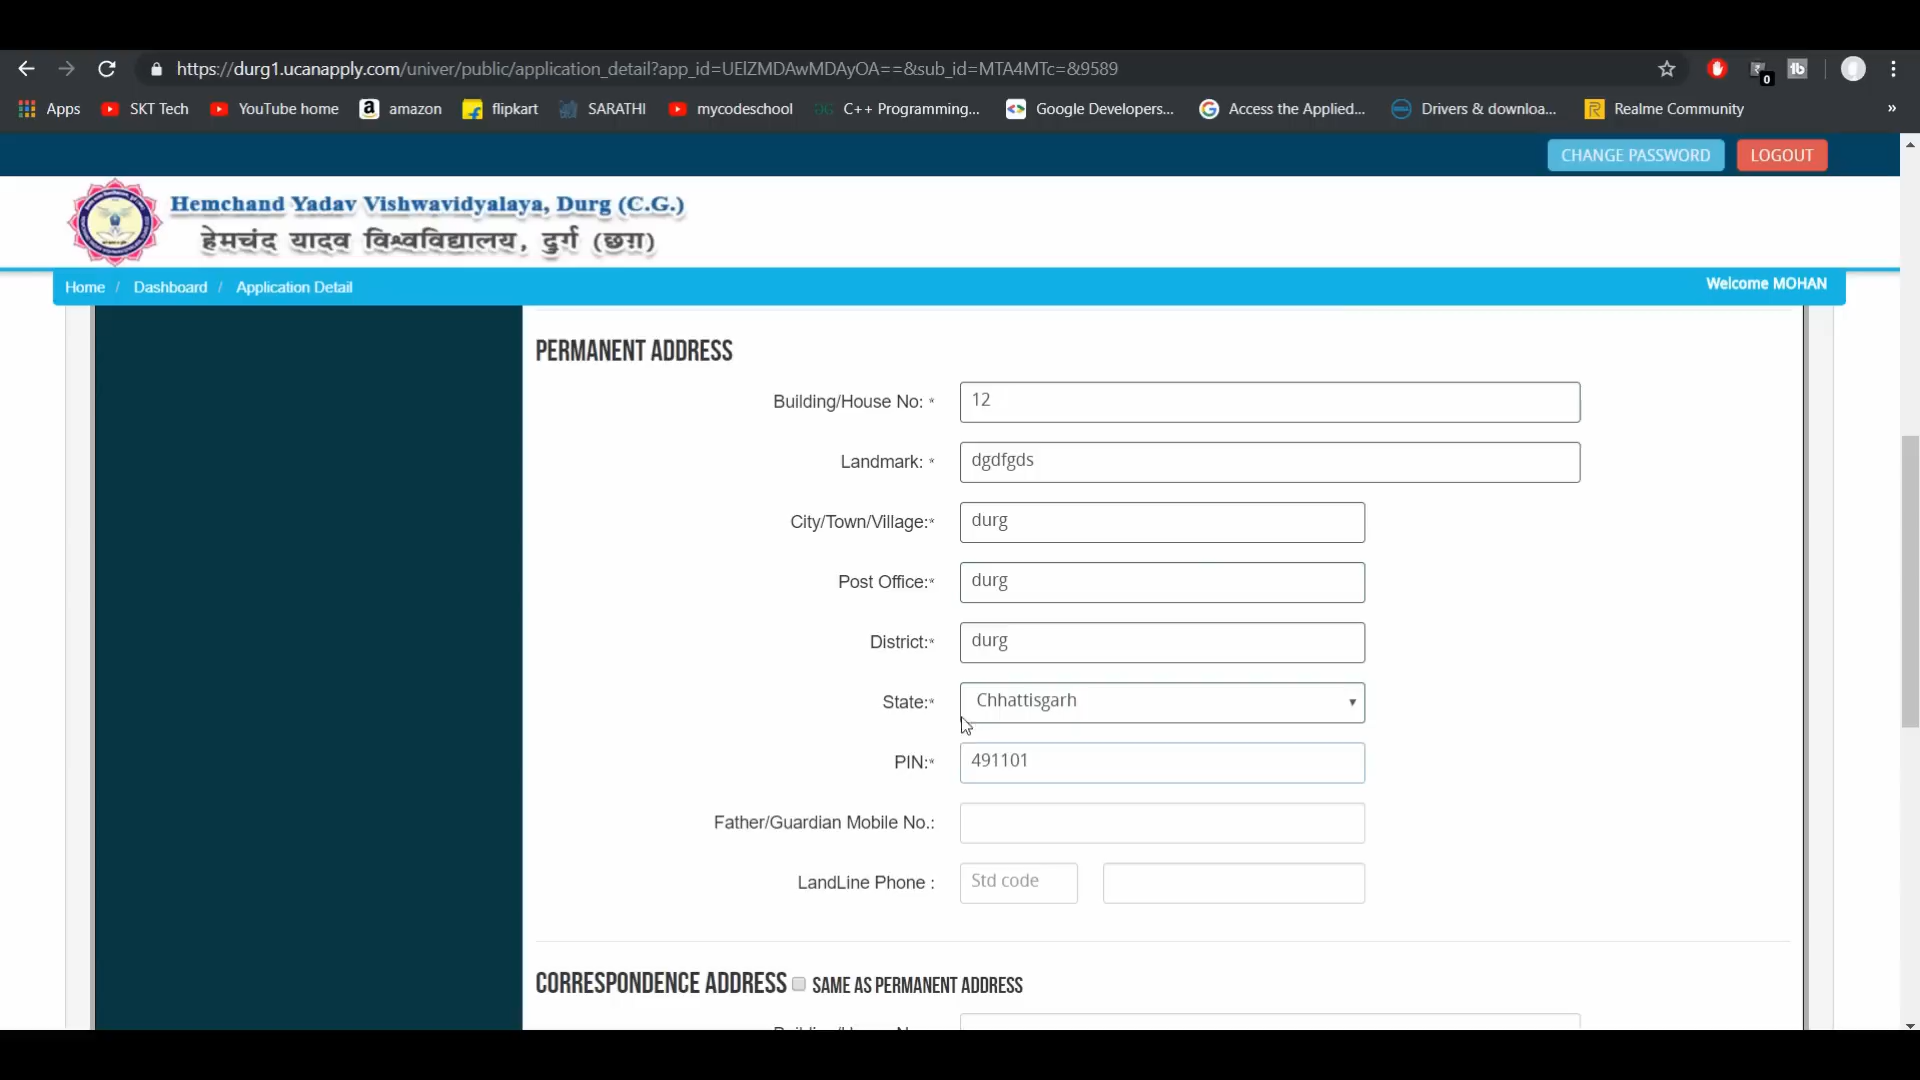 https://durg1.ucanapply.com/univer/public/application_detail?app_id=UElZMDAwMDAyOA==&sub_id=MTA4MTc=&9589
0
Apps SKT Tech YouTube home amazon flipkart SARATHI mycodeschool C++ Programming... Google Developers... Access the Applied... Drivers & downloa... Realme Community »
CHANGE PASSWORD LOGOUT
Hemchand Yadav Vishwavidyalaya, Durg (C.G.)
हेमचंद यादव विश्वविद्यालय, दुर्ग (छग)
Home / Dashboard / Application Detail Welcome MOHAN
PERMANENT ADDRESS
Building/House No: * 12
Landmark: * dgdfgds
City/Town/Village:* durg
Post Office:* durg
District:* durg
State:* Chhattisgarh
PIN:* 491101
Father/Guardian Mobile No.:
LandLine Phone : Std code
CORRESPONDENCE ADDRESS SAME AS PERMANENT ADDRESS